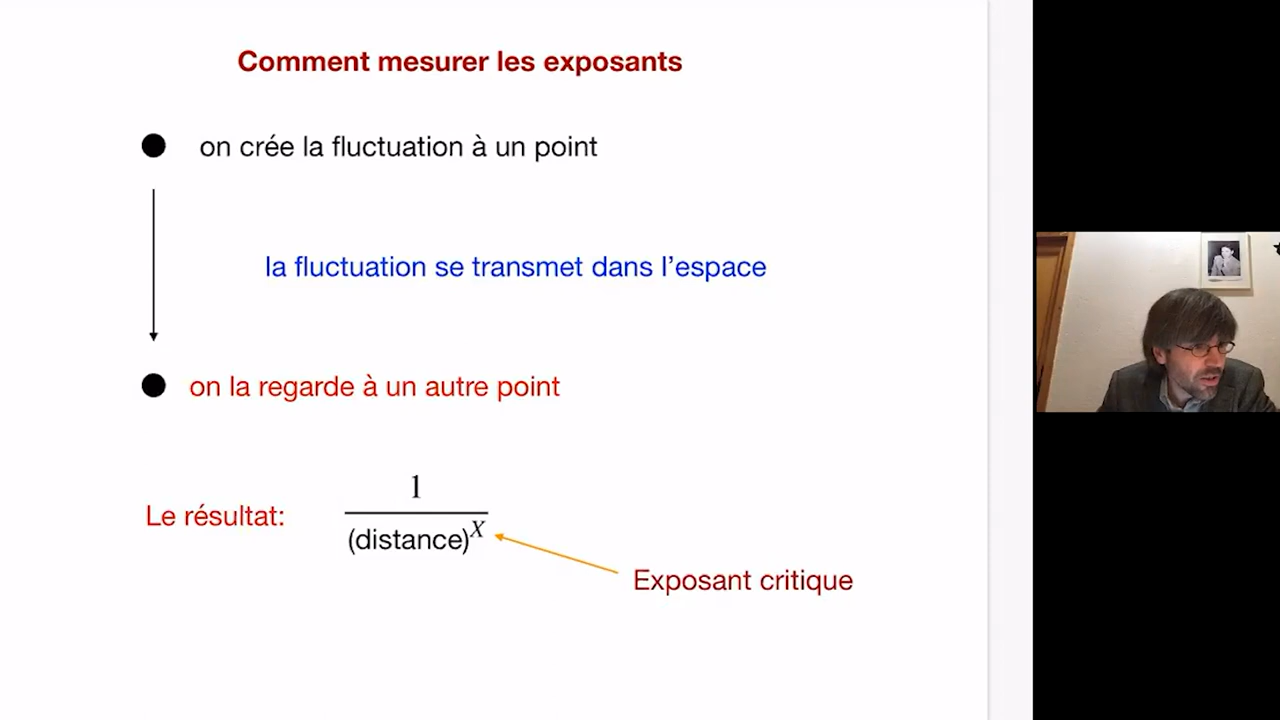 Comment mesurer les exposants
on crée la fluctuation à un point
la fluctuation se transmet dans l’espace
on la regarde à un autre point
Le résultat:
1
(distance)^X
Exposant critique